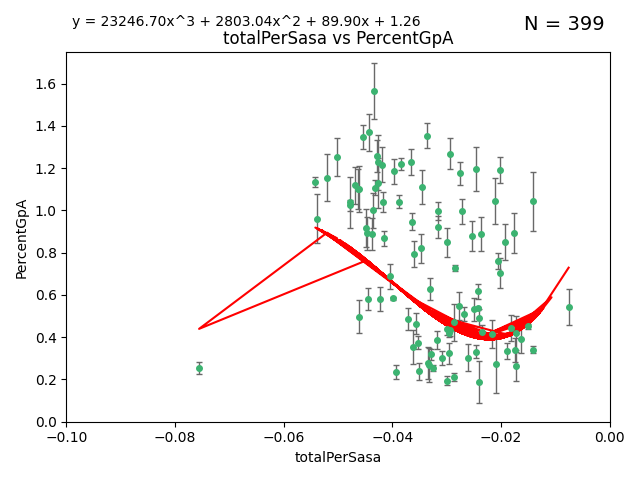 y = 23246.70x^3 + 2803.04x^2 + 89.90x + 1.26
N = 399
totalPerSasa vs PercentGpA
1.6
1.4
1.2
1.0
0.8
0.6
0.4
0.2
0.0
PercentGpA
−0.10 −0.08 −0.06 −0.04 −0.02 0.00
totalPerSasa